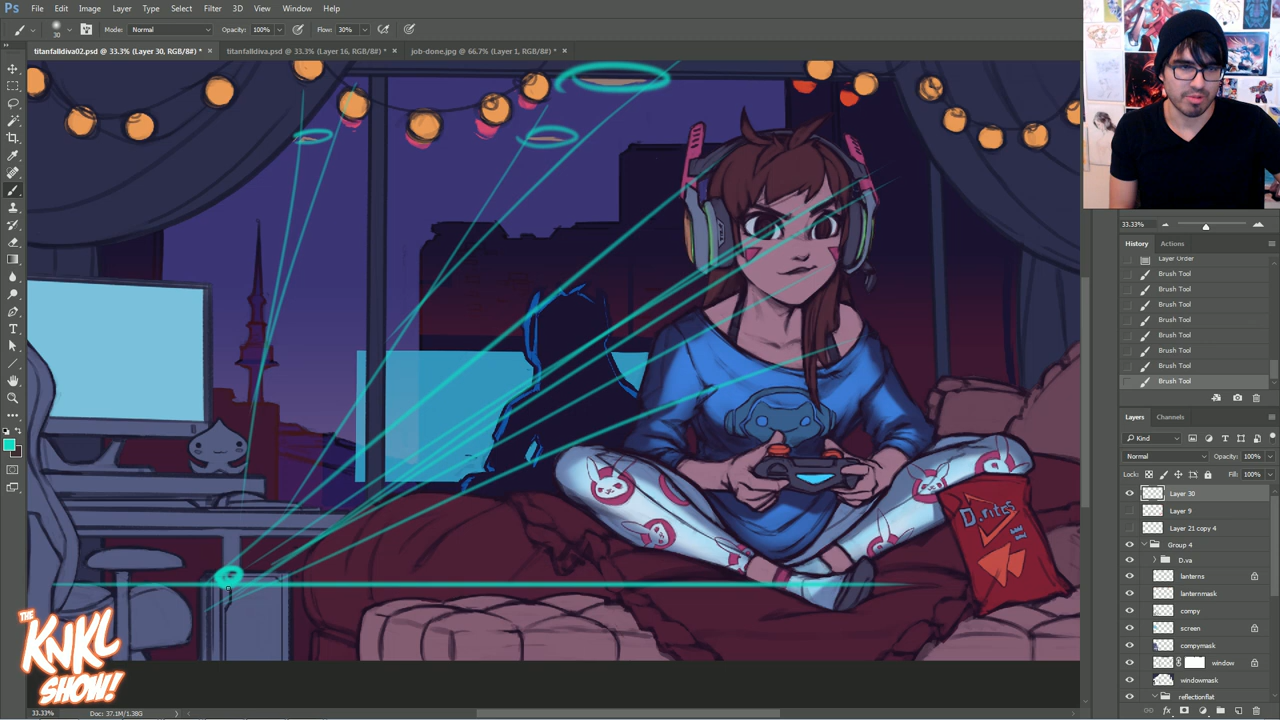 Ps File Edit Image Layer Type Select Filter 3D View Window Help
30 Mode: Normal Opacity: 100% Flow: 30%
titanfalldiva02.psd @ 33.3% (Layer 30, RGB/8#) * × titanfalldiva.psd @ 33.3% (Layer 16, RGB/8#) * × job-done.jpg @ 66.7% (Layer 1, RGB/8#) * ×
33.33%
History Actions
Layer Order
Brush Tool
Brush Tool
Brush Tool
Brush Tool
Brush Tool
Brush Tool
Brush Tool
Brush Tool
Layers Channels
Kind
Normal Opacity: 100%
Lock: Fill: 100%
Layer 30
Layer 9
Layer 21 copy 4
Group 4
D.va
lanterns
lanternmask
compy
screen
compymask
window
windowmask
reflectionflat
D.ritos
THE
KNKL
SHOW!
33.33% Doc: 37.1M/1.38G